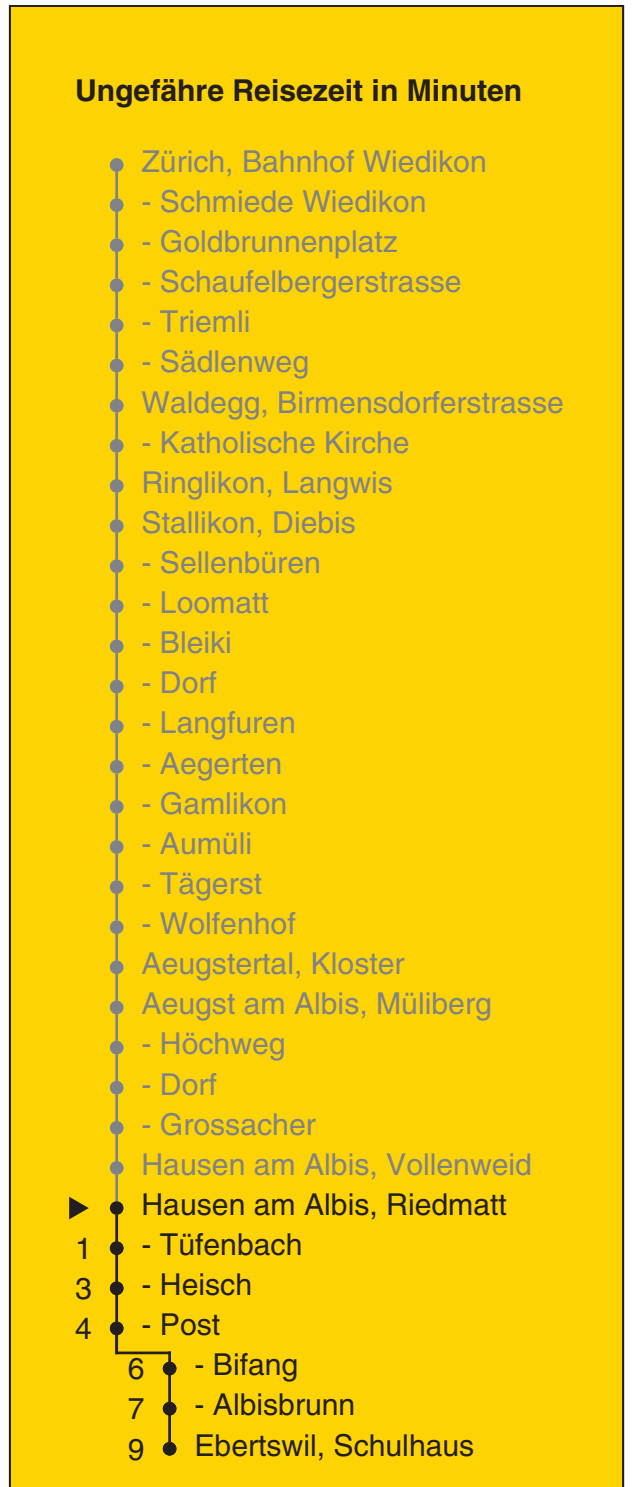 Ungefähre Reisezeit in Minuten
Zürich, Bahnhof Wiedikon
- Schmiede Wiedikon
- Goldbrunnenplatz
- Schaufelbergerstrasse
- Triemli
- Sädlenweg
Waldegg, Birmensdorferstrasse
- Katholische Kirche
Ringlikon, Langwis
Stallikon, Diebis
- Sellenbüren
- Loomatt
- Bleiki
- Dorf
- Langfuren
- Aegerten
- Gamlikon
- Aumüli
- Tägerst
- Wolfenhof
Aeugstertal, Kloster
Aeugst am Albis, Müliberg
- Höchweg
- Dorf
- Grossacher
Hausen am Albis, Vollenweid
Hausen am Albis, Riedmatt
1 - Tüfenbach
3 - Heisch
4 - Post
6 - Bifang
7 - Albisbrunn
9 Ebertswil, Schulhaus